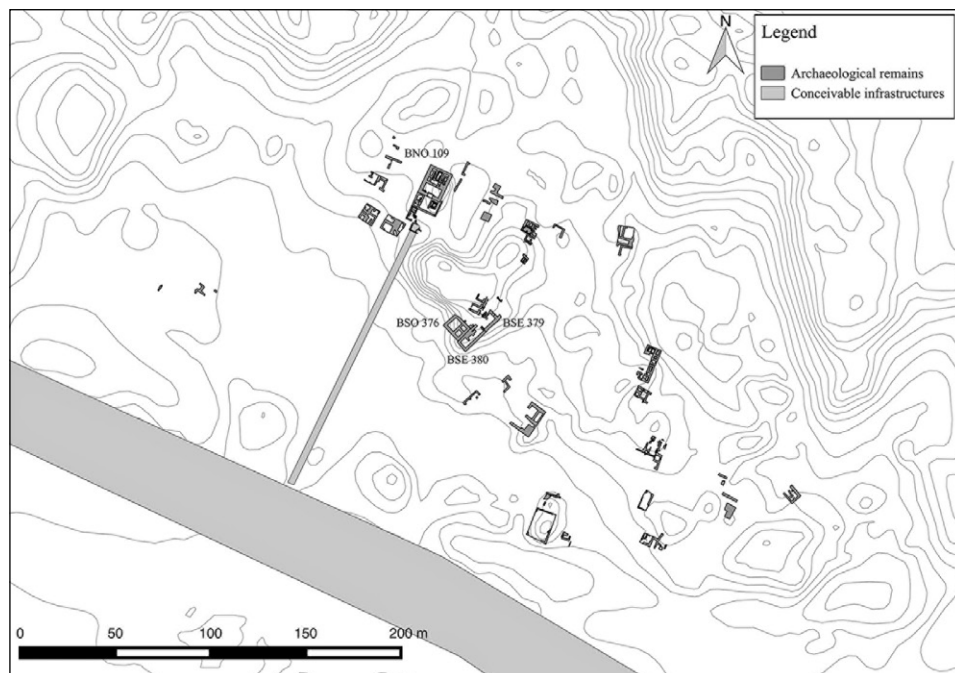 N
Legend
Archaeological remains
Conceivable infrastructures
BNO 109
BSO 376
BSE 379
BSE 380
0 50 100 150 200 m